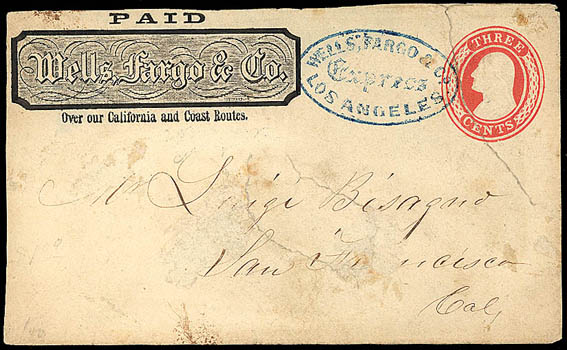 PAID
Wells, Fargo & Co.
Over our California and Coast Routes.
WELLS, FARGO & CO.
Express
LOS ANGELES.
THREE
CENTS
Mr Luigi Bisagno
San Francisco
Cal,